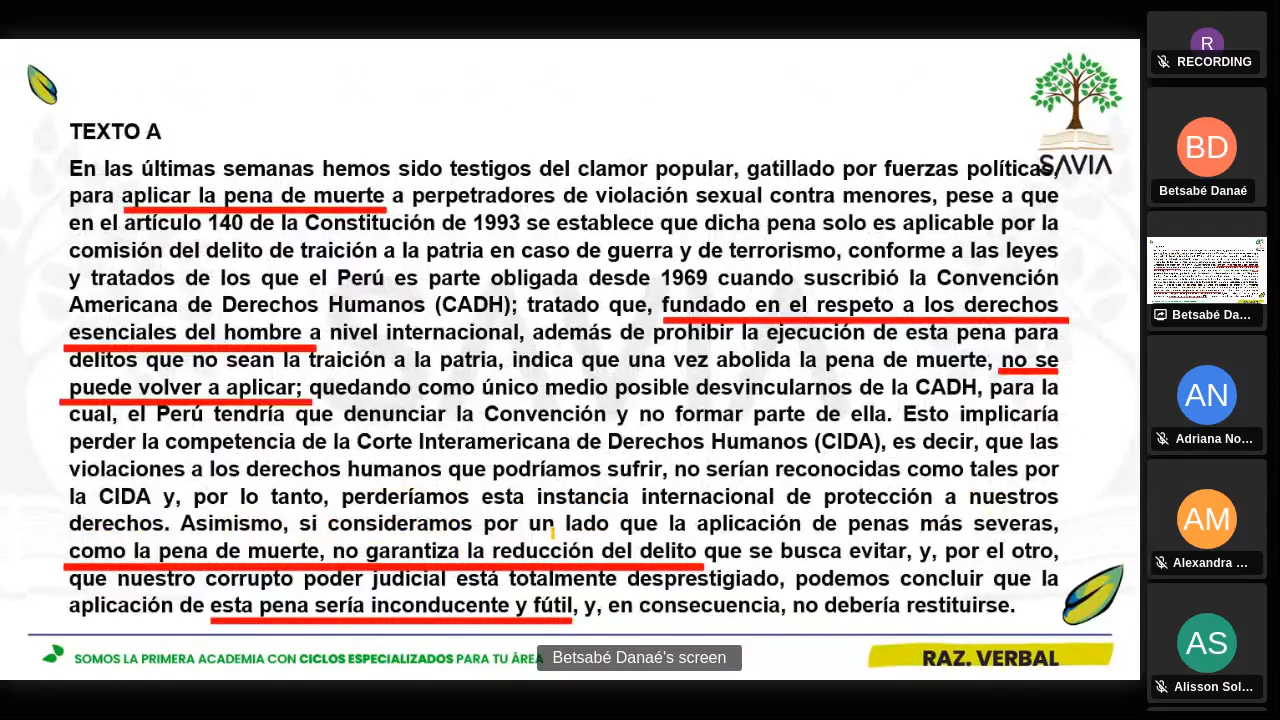 TEXTO A
En las últimas semanas hemos sido testigos del clamor popular, gatillado por fuerzas políticas,
para aplicar la pena de muerte a perpetradores de violación sexual contra menores, pese a que
en el artículo 140 de la Constitución de 1993 se establece que dicha pena solo es aplicable por la
comisión del delito de traición a la patria en caso de guerra y de terrorismo, conforme a las leyes
y tratados de los que el Perú es parte obligada desde 1969 cuando suscribió la Convención
Americana de Derechos Humanos (CADH); tratado que, fundado en el respeto a los derechos
esenciales del hombre a nivel internacional, además de prohibir la ejecución de esta pena para
delitos que no sean la traición a la patria, indica que una vez abolida la pena de muerte, no se
puede volver a aplicar; quedando como único medio posible desvincularnos de la CADH, para la
cual, el Perú tendría que denunciar la Convención y no formar parte de ella. Esto implicaría
perder la competencia de la Corte Interamericana de Derechos Humanos (CIDA), es decir, que las
violaciones a los derechos humanos que podríamos sufrir, no serían reconocidas como tales por
la CIDA y, por lo tanto, perderíamos esta instancia internacional de protección a nuestros
derechos. Asimismo, si consideramos por un lado que la aplicación de penas más severas,
como la pena de muerte, no garantiza la reducción del delito que se busca evitar, y, por el otro,
que nuestro corrupto poder judicial está totalmente desprestigiado, podemos concluir que la
aplicación de esta pena sería inconducente y fútil, y, en consecuencia, no debería restituirse.
SAVIA
SOMOS LA PRIMERA ACADEMIA CON CICLOS ESPECIALIZADOS PARA TU ÁREA
Betsabé Danaé's screen
RAZ. VERBAL
R
RECORDING
BD
Betsabé Danaé
Betsabé Da...
AN
Adriana No...
AM
Alexandra ...
AS
Alisson Sol...